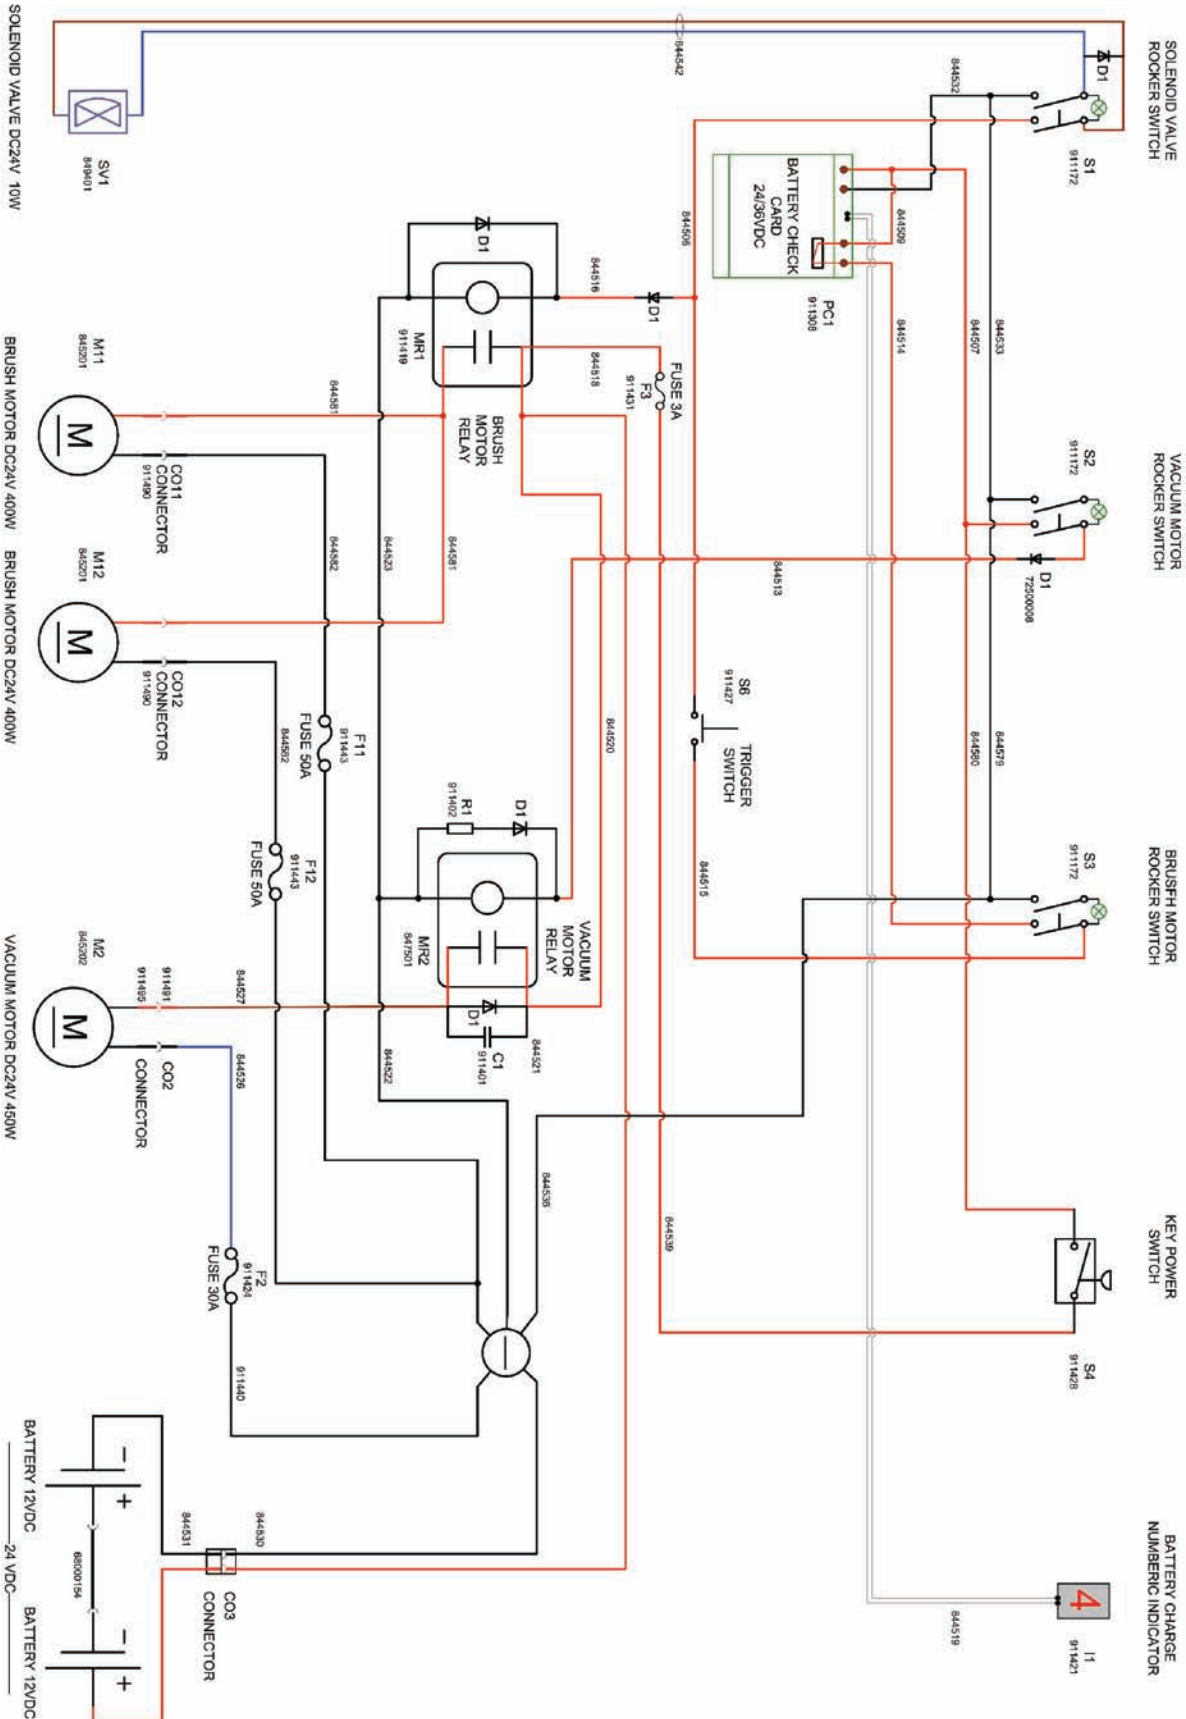 SOLENOID VALVE
ROCKER SWITCH
S1
911172
D1
VACUUM MOTOR
ROCKER SWITCH
S2
911172
D1
72500008
BRUSFH MOTOR
ROCKER SWITCH
S3
911172
KEY POWER
SWITCH
S4
911428
BATTERY CHARGE
NUMBERIC INDICATOR
4
I1
911421
844532
844533
844507
844579
844580
844519
844509
844514
BATTERY CHECK
CARD
24/36VDC
PC1
911308
844542
844506
844513
S6
911427
TRIGGER
SWITCH
844515
D1
FUSE 3A
F3
911431
844539
844516
844518
844520
D1
MR1
911419
BRUSH
MOTOR
RELAY
VACUUM
MOTOR
RELAY
MR2
847501
D1
R1
911402
D1
C1
911401
844521
844538
844581
844582
844523
844581
844522
F11
911443
FUSE 50A
844582
F12
911443
FUSE 50A
844527
844526
F2
911424
FUSE 30A
911440
CO11
CONNECTOR
911490
CO12
CONNECTOR
911490
911491
911495
CO2
CONNECTOR
844530
844531
CO3
CONNECTOR
SV1
849401
SOLENOID VALVE DC24V 10W
M11
845201
M
BRUSH MOTOR DC24V 400W
M12
845201
M
BRUSH MOTOR DC24V 400W
M2
845202
M
VACUUM MOTOR DC24V 450W
− +
68000154
− +
BATTERY 12VDC
BATTERY 12VDC
24 VDC